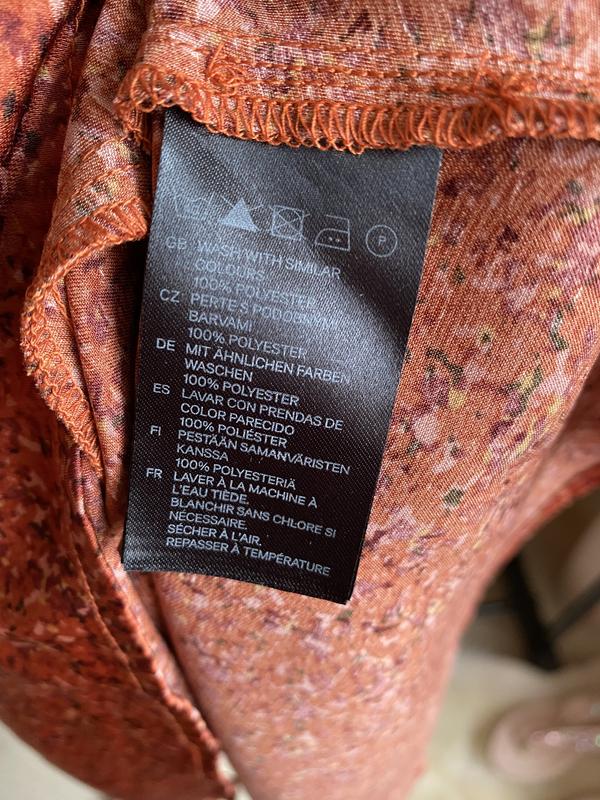 P
GB WASH WITH SIMILAR
COLOURS
100% POLYESTER
CZ PERTE S PODOBNÝMI
BARVAMI
100% POLYESTER
DE MIT ÄHNLICHEN FARBEN
WASCHEN
100% POLYESTER
ES LAVAR CON PRENDAS DE
COLOR PARECIDO
100% POLIÉSTER
FI PESTÄÄN SAMANVÄRISTEN
KANSSA
100% POLYESTERIÄ
FR LAVER À LA MACHINE À
L'EAU TIÈDE.
BLANCHIR SANS CHLORE SI
NÉCESSAIRE.
SÉCHER À L'AIR.
REPASSER À TEMPÉRATURE